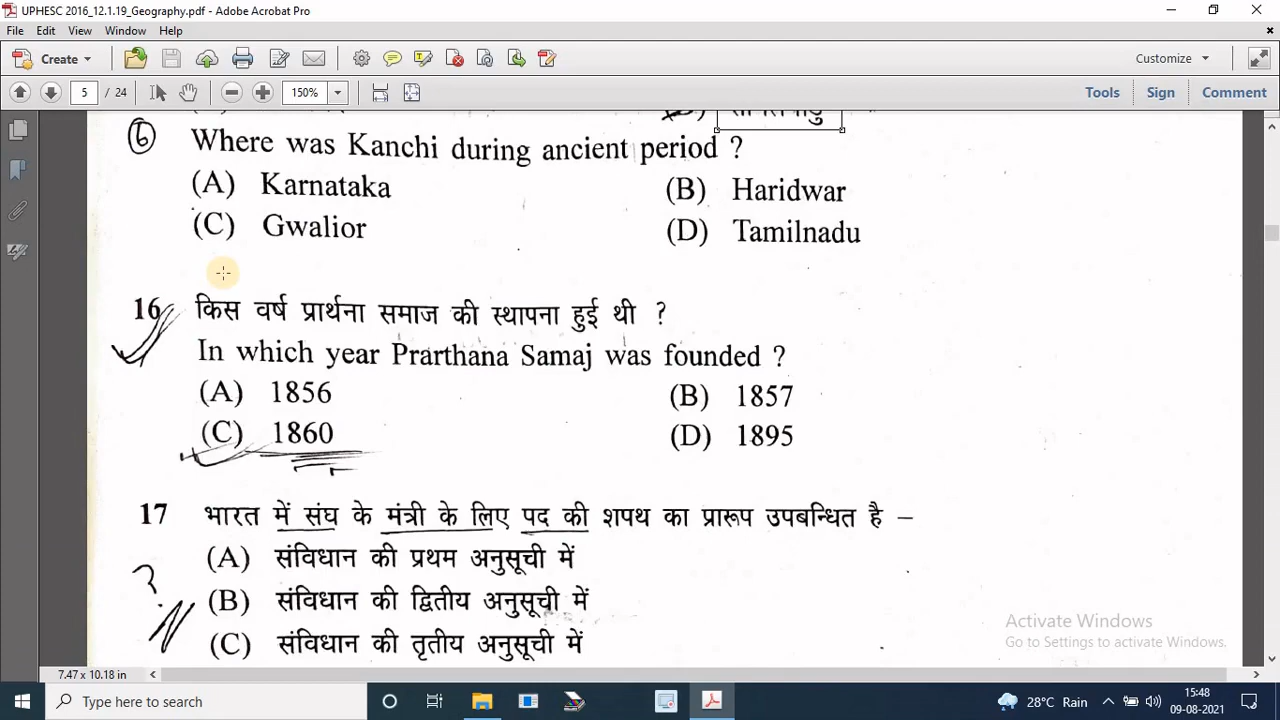 UPHESC 2016_12.1.19_Geography.pdf - Adobe Acrobat Pro
File Edit View Window Help
Create Customize
5 / 24 150% Tools Sign Comment
6 Where was Kanchi during ancient period ?
(A) Karnataka (B) Haridwar
(C) Gwalior (D) Tamilnadu
16 किस वर्ष प्रार्थना समाज की स्थापना हुई थी ?
In which year Prarthana Samaj was founded ?
(A) 1856 (B) 1857
(C) 1860 (D) 1895
17 भारत में संघ के मंत्री के लिए पद की शपथ का प्रारूप उपबन्धित है –
(A) संविधान की प्रथम अनुसूची में
? (B) संविधान की द्वितीय अनुसूची में
(C) संविधान की तृतीय अनुसूची में
Activate Windows
Go to Settings to activate Windows.
7.47 x 10.18 in
Type here to search 28°C Rain 15:48
09-08-2021